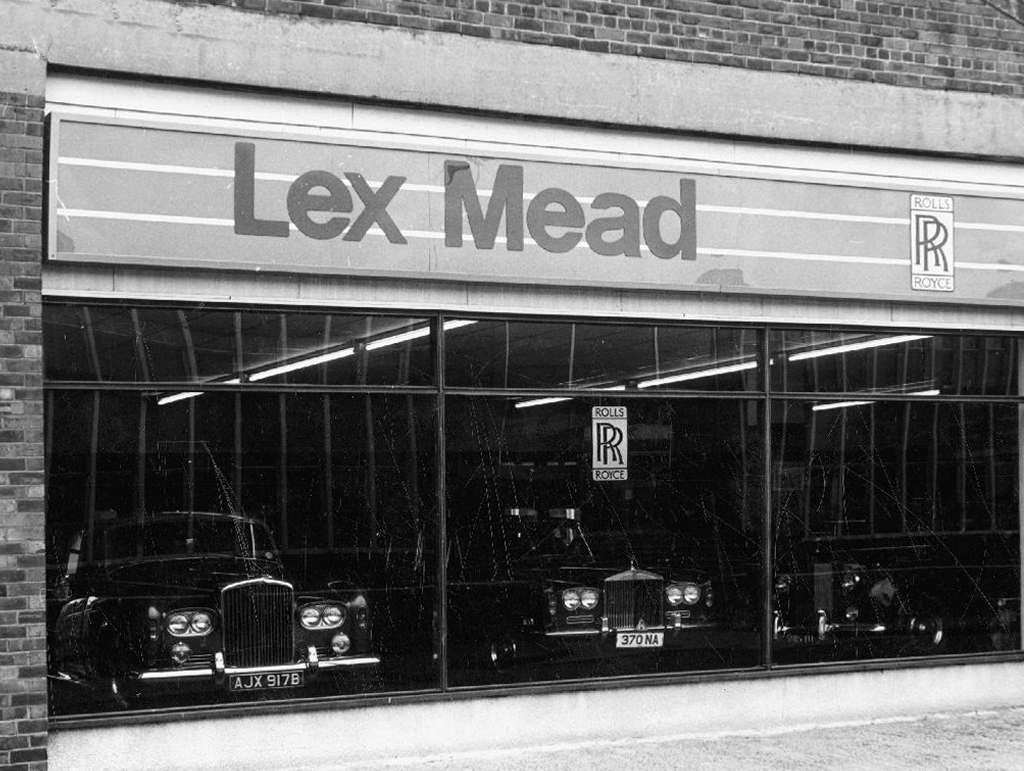 Lex Mead
ROLLS
RR
ROYCE
ROLLS
RR
ROYCE
AJX 917B
370 NA